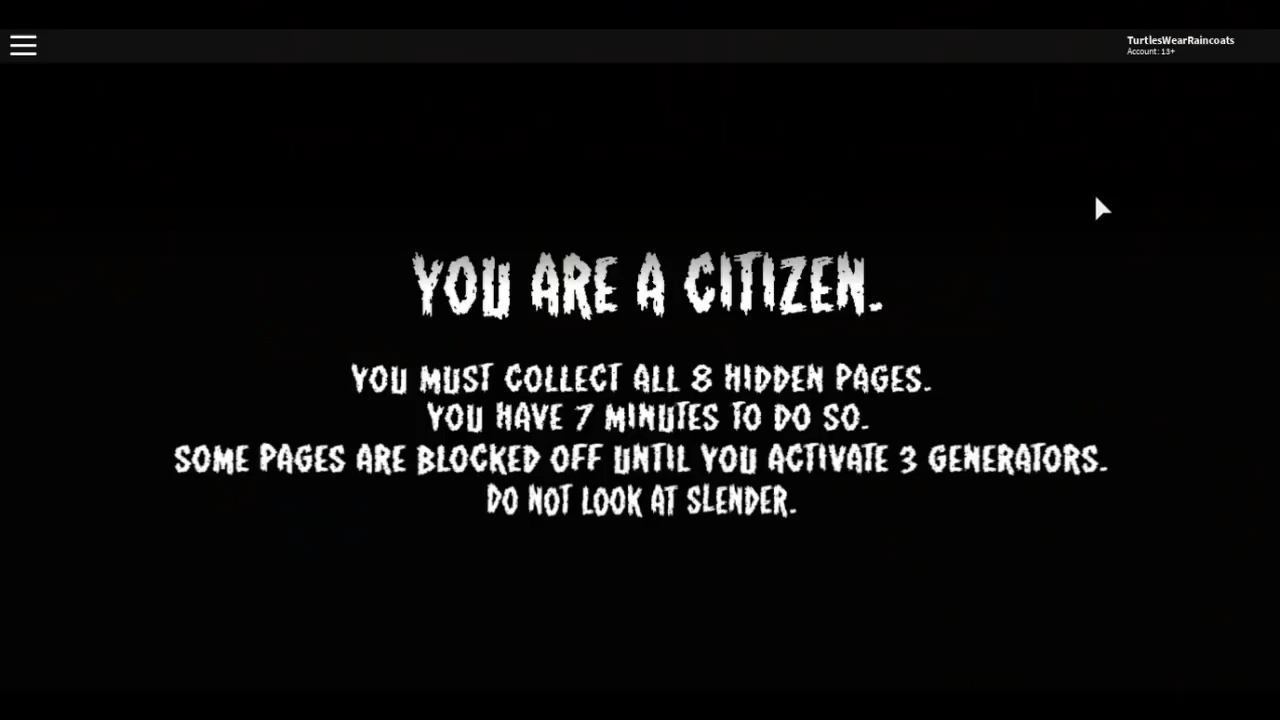 TurtlesWearRaincoats
Account: 13+
YOU ARE A CITIZEN.
YOU MUST COLLECT ALL 8 HIDDEN PAGES.
YOU HAVE 7 MINUTES TO DO SO.
SOME PAGES ARE BLOCKED OFF UNTIL YOU ACTIVATE 3 GENERATORS.
DO NOT LOOK AT SLENDER.